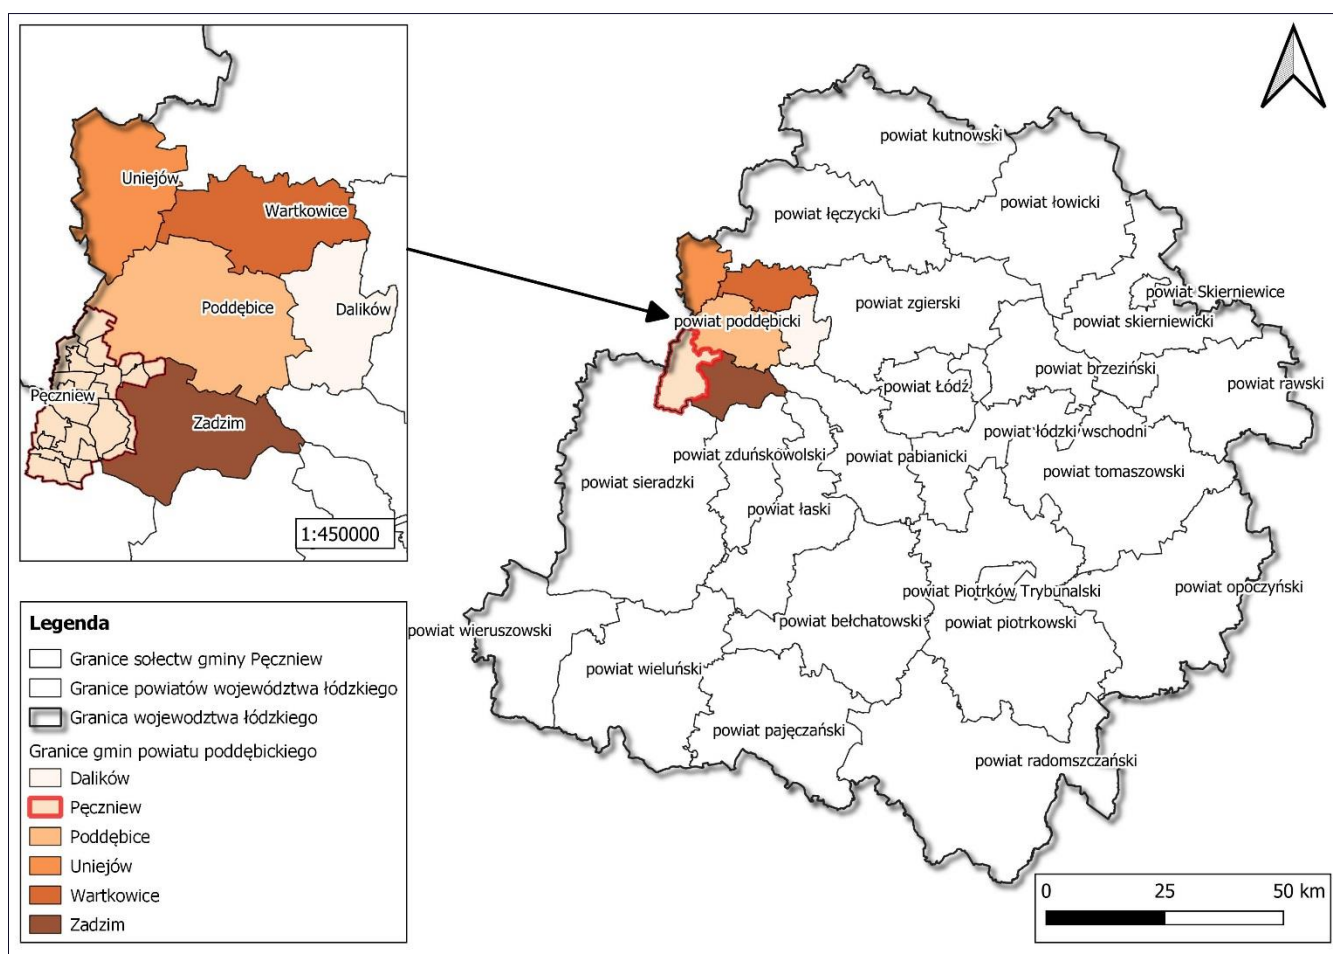 Uniejów
Wartkowice
Poddębice
Dalików
Pęczniew
Zadzim
1:450000
powiat kutnowski
powiat łęczycki
powiat łowicki
powiat zgierski
powiat Skierniewice
powiat skierniewicki
powiat poddębicki
powiat brzeziński
powiat rawski
powiat Łódź
powiat łódzki wschodni
powiat zduńskowolski
powiat pabianicki
powiat tomaszowski
powiat sieradzki
powiat łaski
powiat Piotrków Trybunalski
powiat opoczyński
powiat wieruszowski
powiat bełchatowski
powiat piotrkowski
powiat wieluński
powiat pajęczański
powiat radomszczański
Legenda
Granice sołectw gminy Pęczniew
Granice powiatów województwa łódzkiego
Granica wojewodztwa łódzkiego
Granice gmin powiatu poddębickiego
Dalików
Pęczniew
Poddębice
Uniejów
Wartkowice
Zadzim
0 25 50 km